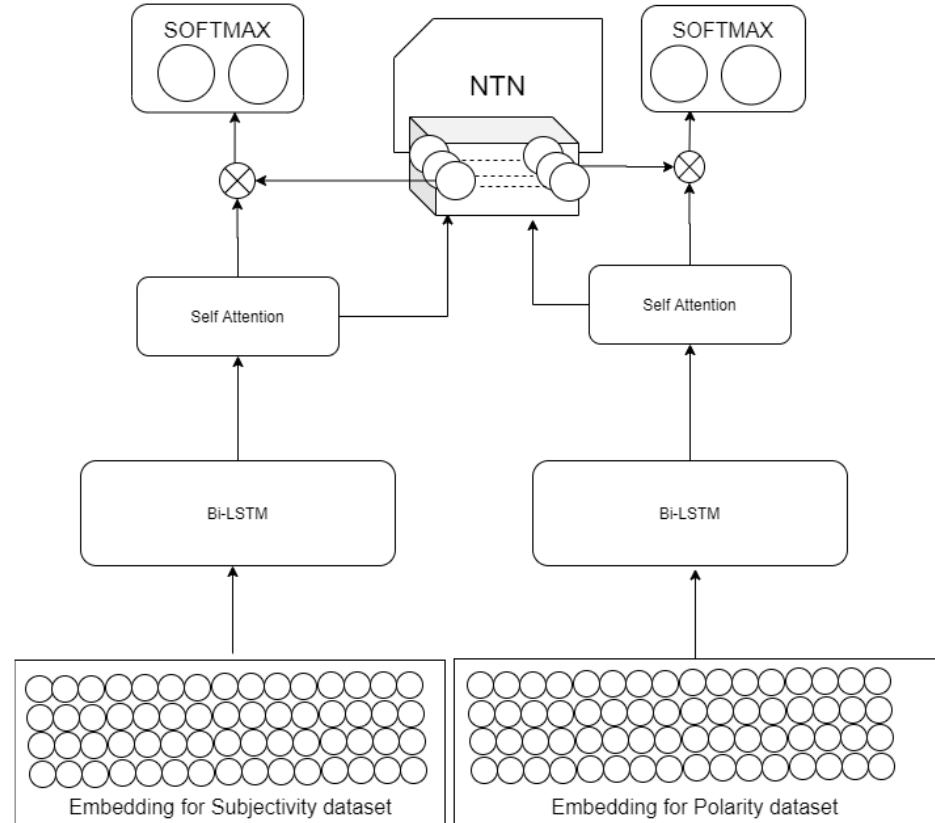 SOFTMAX
NTN
SOFTMAX
Self Attention
Self Attention
Bi-LSTM
Bi-LSTM
Embedding for Subjectivity dataset
Embedding for Polarity dataset